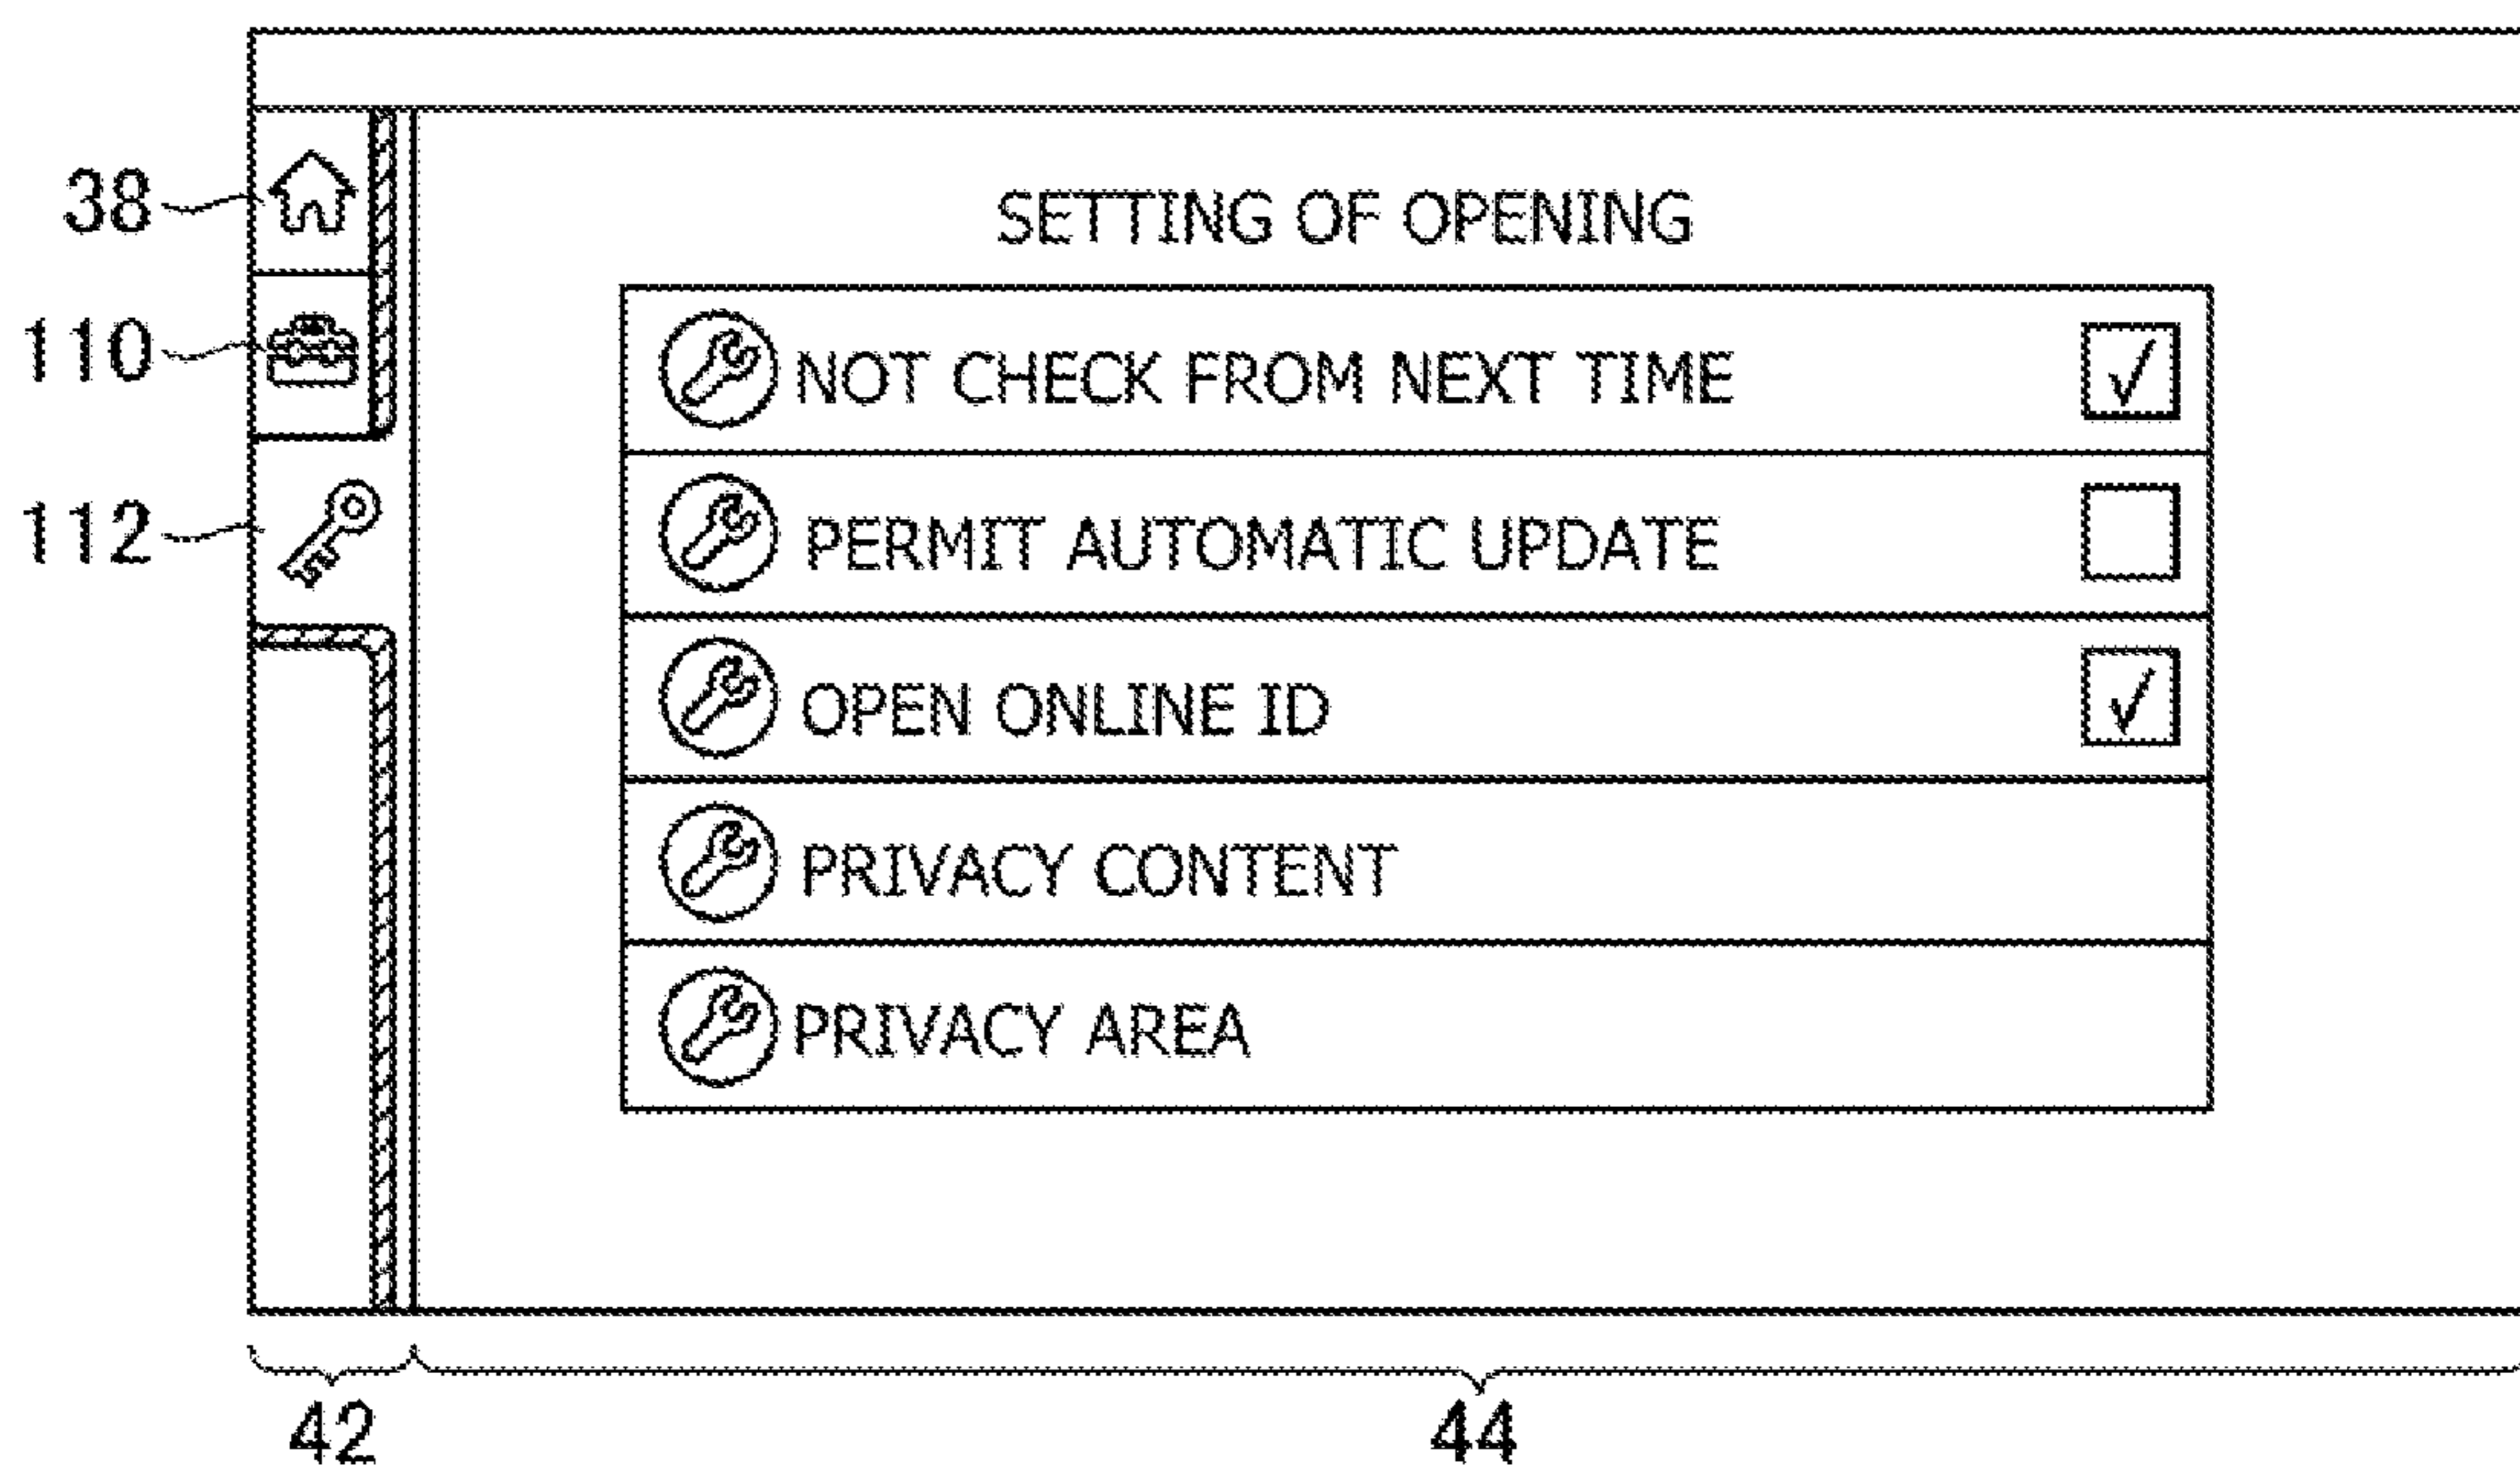 SETTING OF OPENING
38
NOT CHECK FROM NEXT TIME
110
PERMIT AUTOMATIC UPDATE
112
OPEN ONLINE ID
PRIVACY CONTENT
PRIVACY AREA
42
44